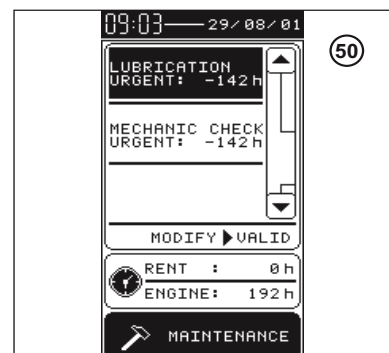 09:03 29/08/01
50
LUBRICATION
URGENT: -142h
MECHANIC CHECK
URGENT: -142h
MODIFY▶VALID
RENT : 0h
ENGINE: 192h
MAINTENANCE